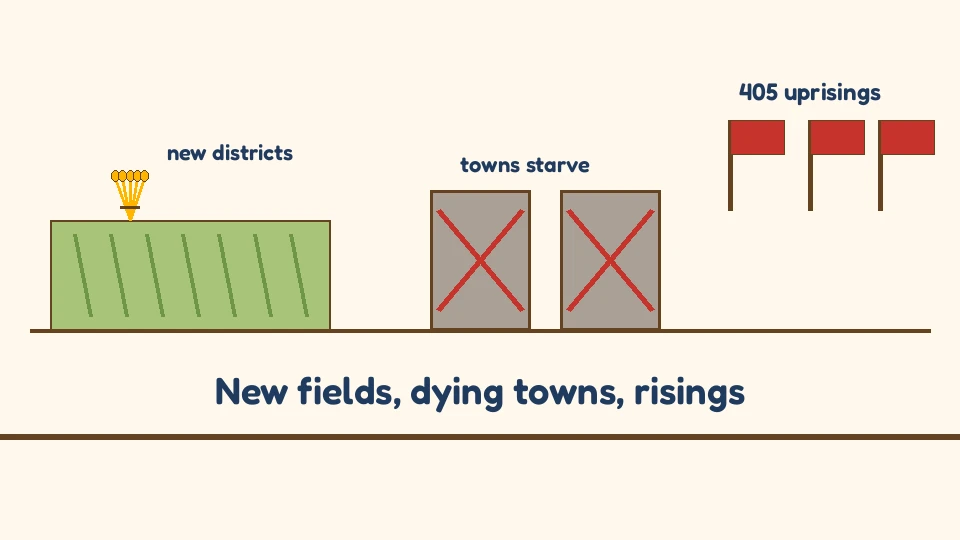 405 uprisings
new districts
towns starve
New fields, dying towns, risings